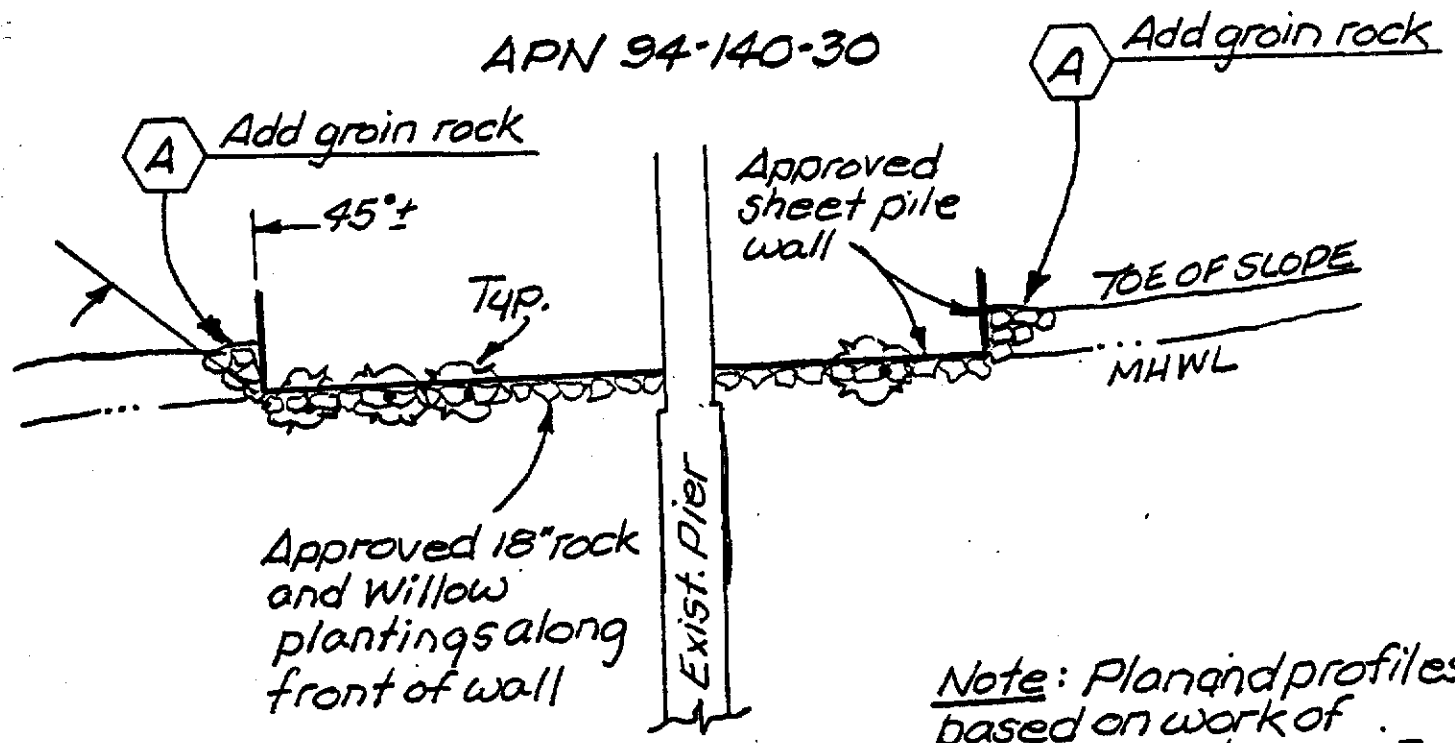 APN 94-140-30
A
Add groin rock
A
Add groin rock
45°±
Typ.
Approved
sheet pile
wall
TOE OF SLOPE
MHWL
Approved 18" rock
and Willow
plantings along
front of wall
Exist. Pier
Note: Plan and profiles
based on work of